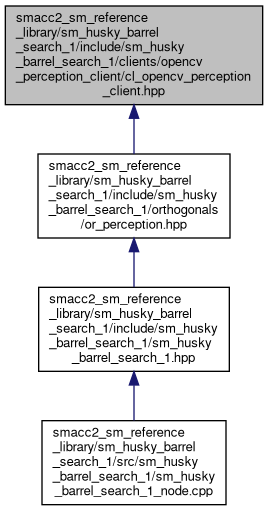 smacc2_sm_reference
_library/sm_husky_barrel
_search_1/include/sm_husky
_barrel_search_1/clients/opencv
_perception_client/cl_opencv_perception
_client.hpp
smacc2_sm_reference
_library/sm_husky_barrel
_search_1/include/sm_husky
_barrel_search_1/orthogonals
/or_perception.hpp
smacc2_sm_reference
_library/sm_husky_barrel
_search_1/include/sm_husky
_barrel_search_1/sm_husky
_barrel_search_1.hpp
smacc2_sm_reference
_library/sm_husky_barrel
_search_1/src/sm_husky
_barrel_search_1/sm_husky
_barrel_search_1_node.cpp